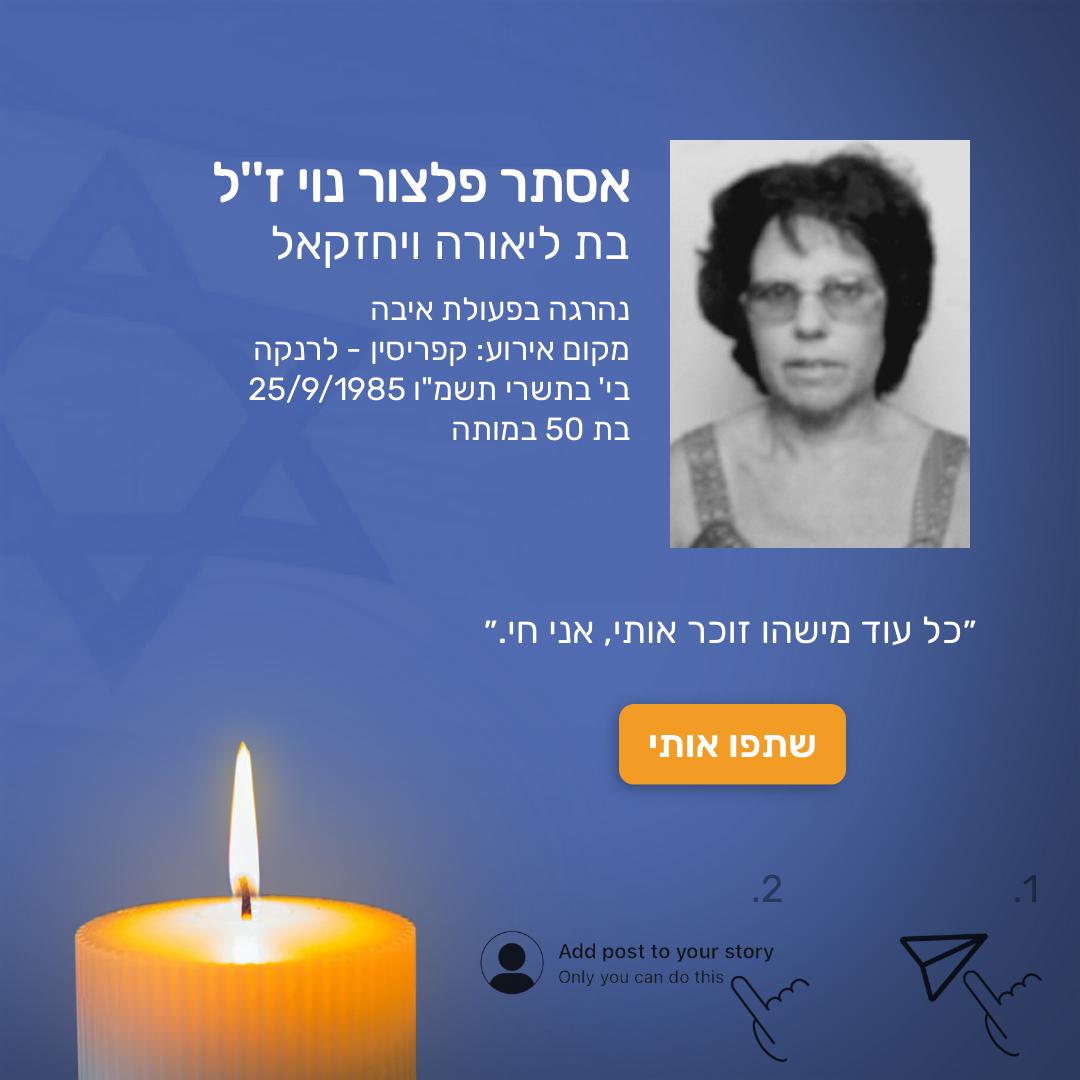 אסתר פלצור נוי ז"ל
בת ליאורה ויחזקאל
נהרגה בפעולת איבה
מקום אירוע: קפריסין - לרנקה
בי' בתשרי תשמ"ו 25/9/1985
בת 50 במותה
״כל עוד מישהו זוכר אותי, אני חי.״
שתפו אותי
1.
2.
Add post to your story
Only you can do this